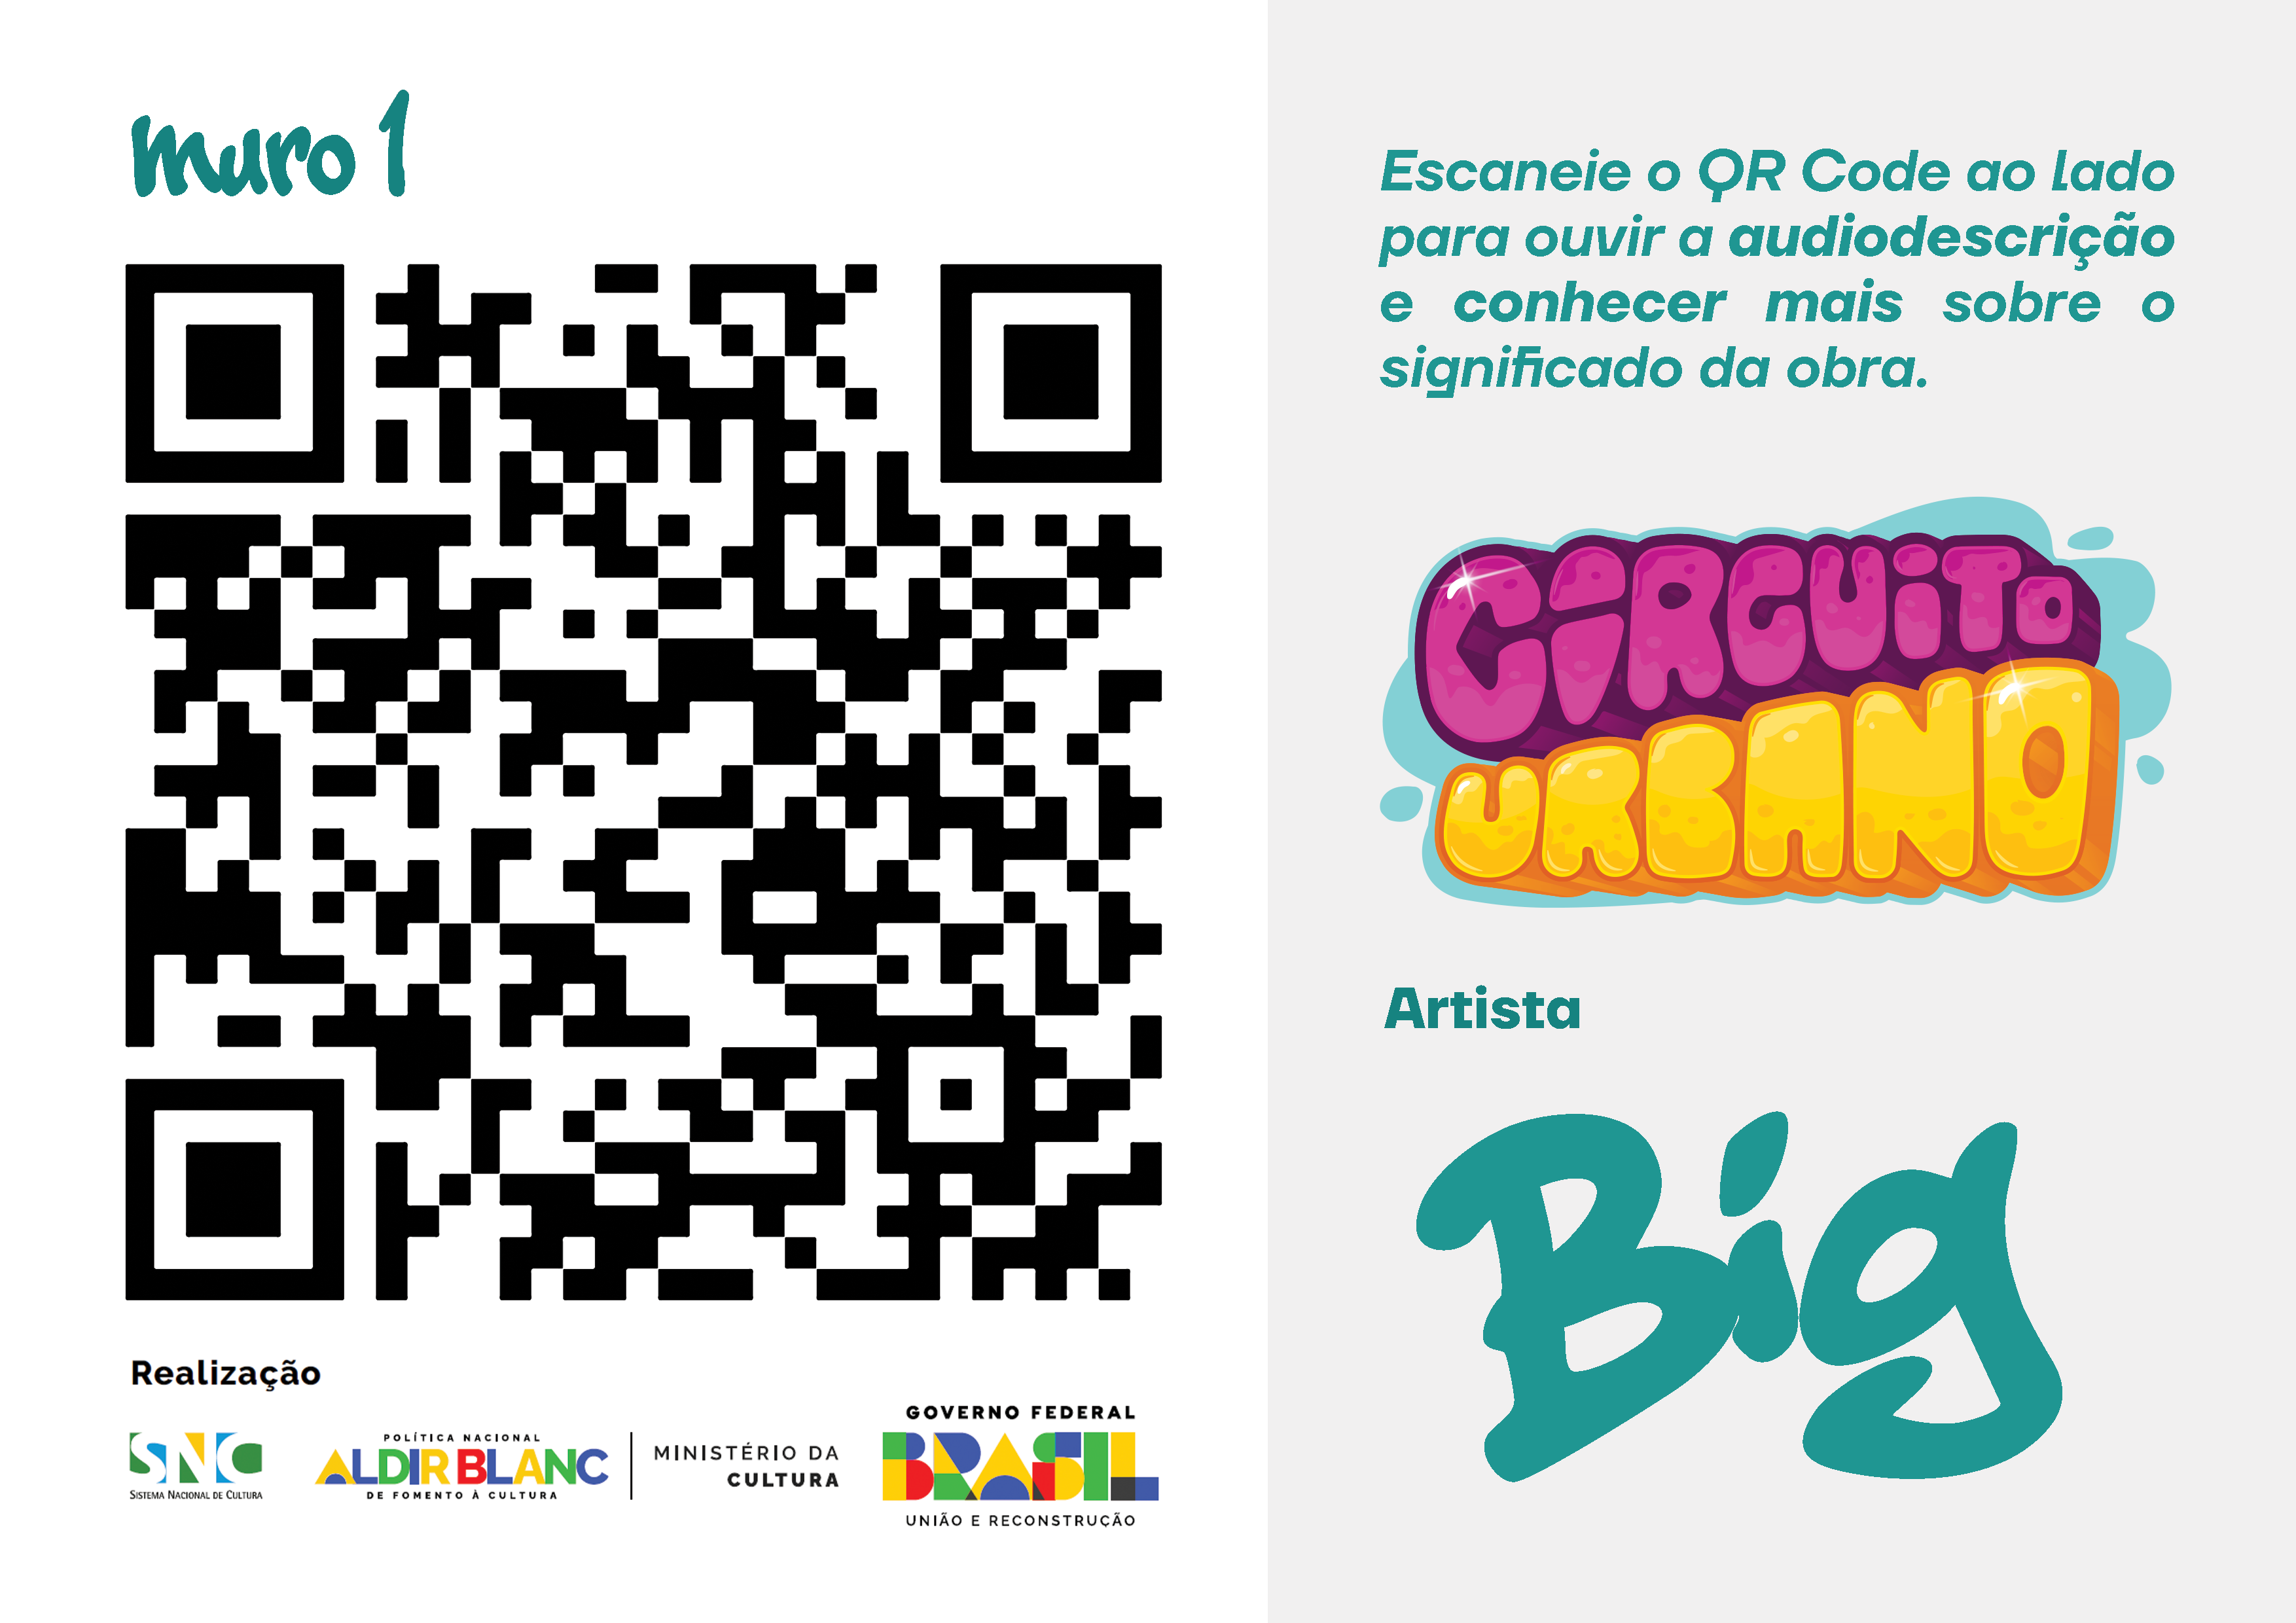 muro 1
Realização
SNC
SISTEMA NACIONAL DE CULTURA
POLÍTICA NACIONAL
ALDIR BLANC
DE FOMENTO À CULTURA
MINISTÉRIO DA
CULTURA
GOVERNO FEDERAL
BRASIL
UNIÃO E RECONSTRUÇÃO
Escaneie o QR Code ao lado
para ouvir a audiodescrição
e conhecer mais sobre o
significado da obra.
CiRCUiTO
URBANO
Artista
Big